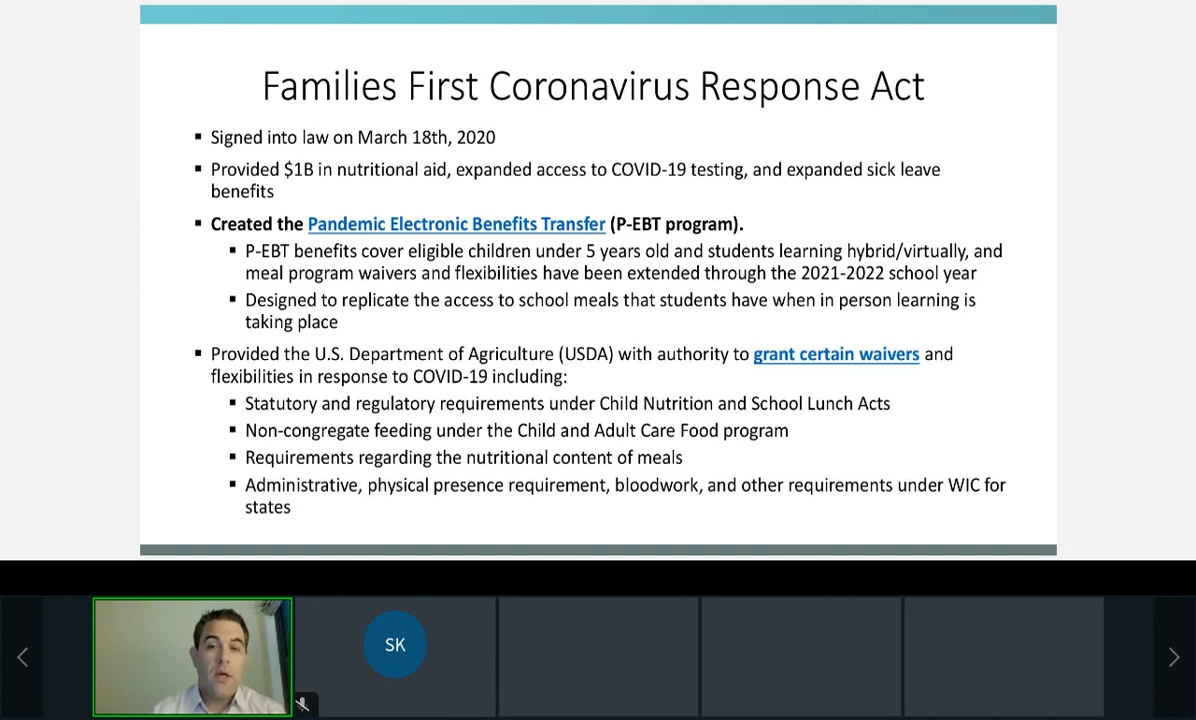 Families First Coronavirus Response Act
▪ Signed into law on March 18th, 2020
▪ Provided $1B in nutritional aid, expanded access to COVID-19 testing, and expanded sick leave
benefits
▪ Created the Pandemic Electronic Benefits Transfer (P-EBT program).
▪ P-EBT benefits cover eligible children under 5 years old and students learning hybrid/virtually, and
meal program waivers and flexibilities have been extended through the 2021-2022 school year
▪ Designed to replicate the access to school meals that students have when in person learning is
taking place
▪ Provided the U.S. Department of Agriculture (USDA) with authority to grant certain waivers and
flexibilities in response to COVID-19 including:
▪ Statutory and regulatory requirements under Child Nutrition and School Lunch Acts
▪ Non-congregate feeding under the Child and Adult Care Food program
▪ Requirements regarding the nutritional content of meals
▪ Administrative, physical presence requirement, bloodwork, and other requirements under WIC for
states
SK